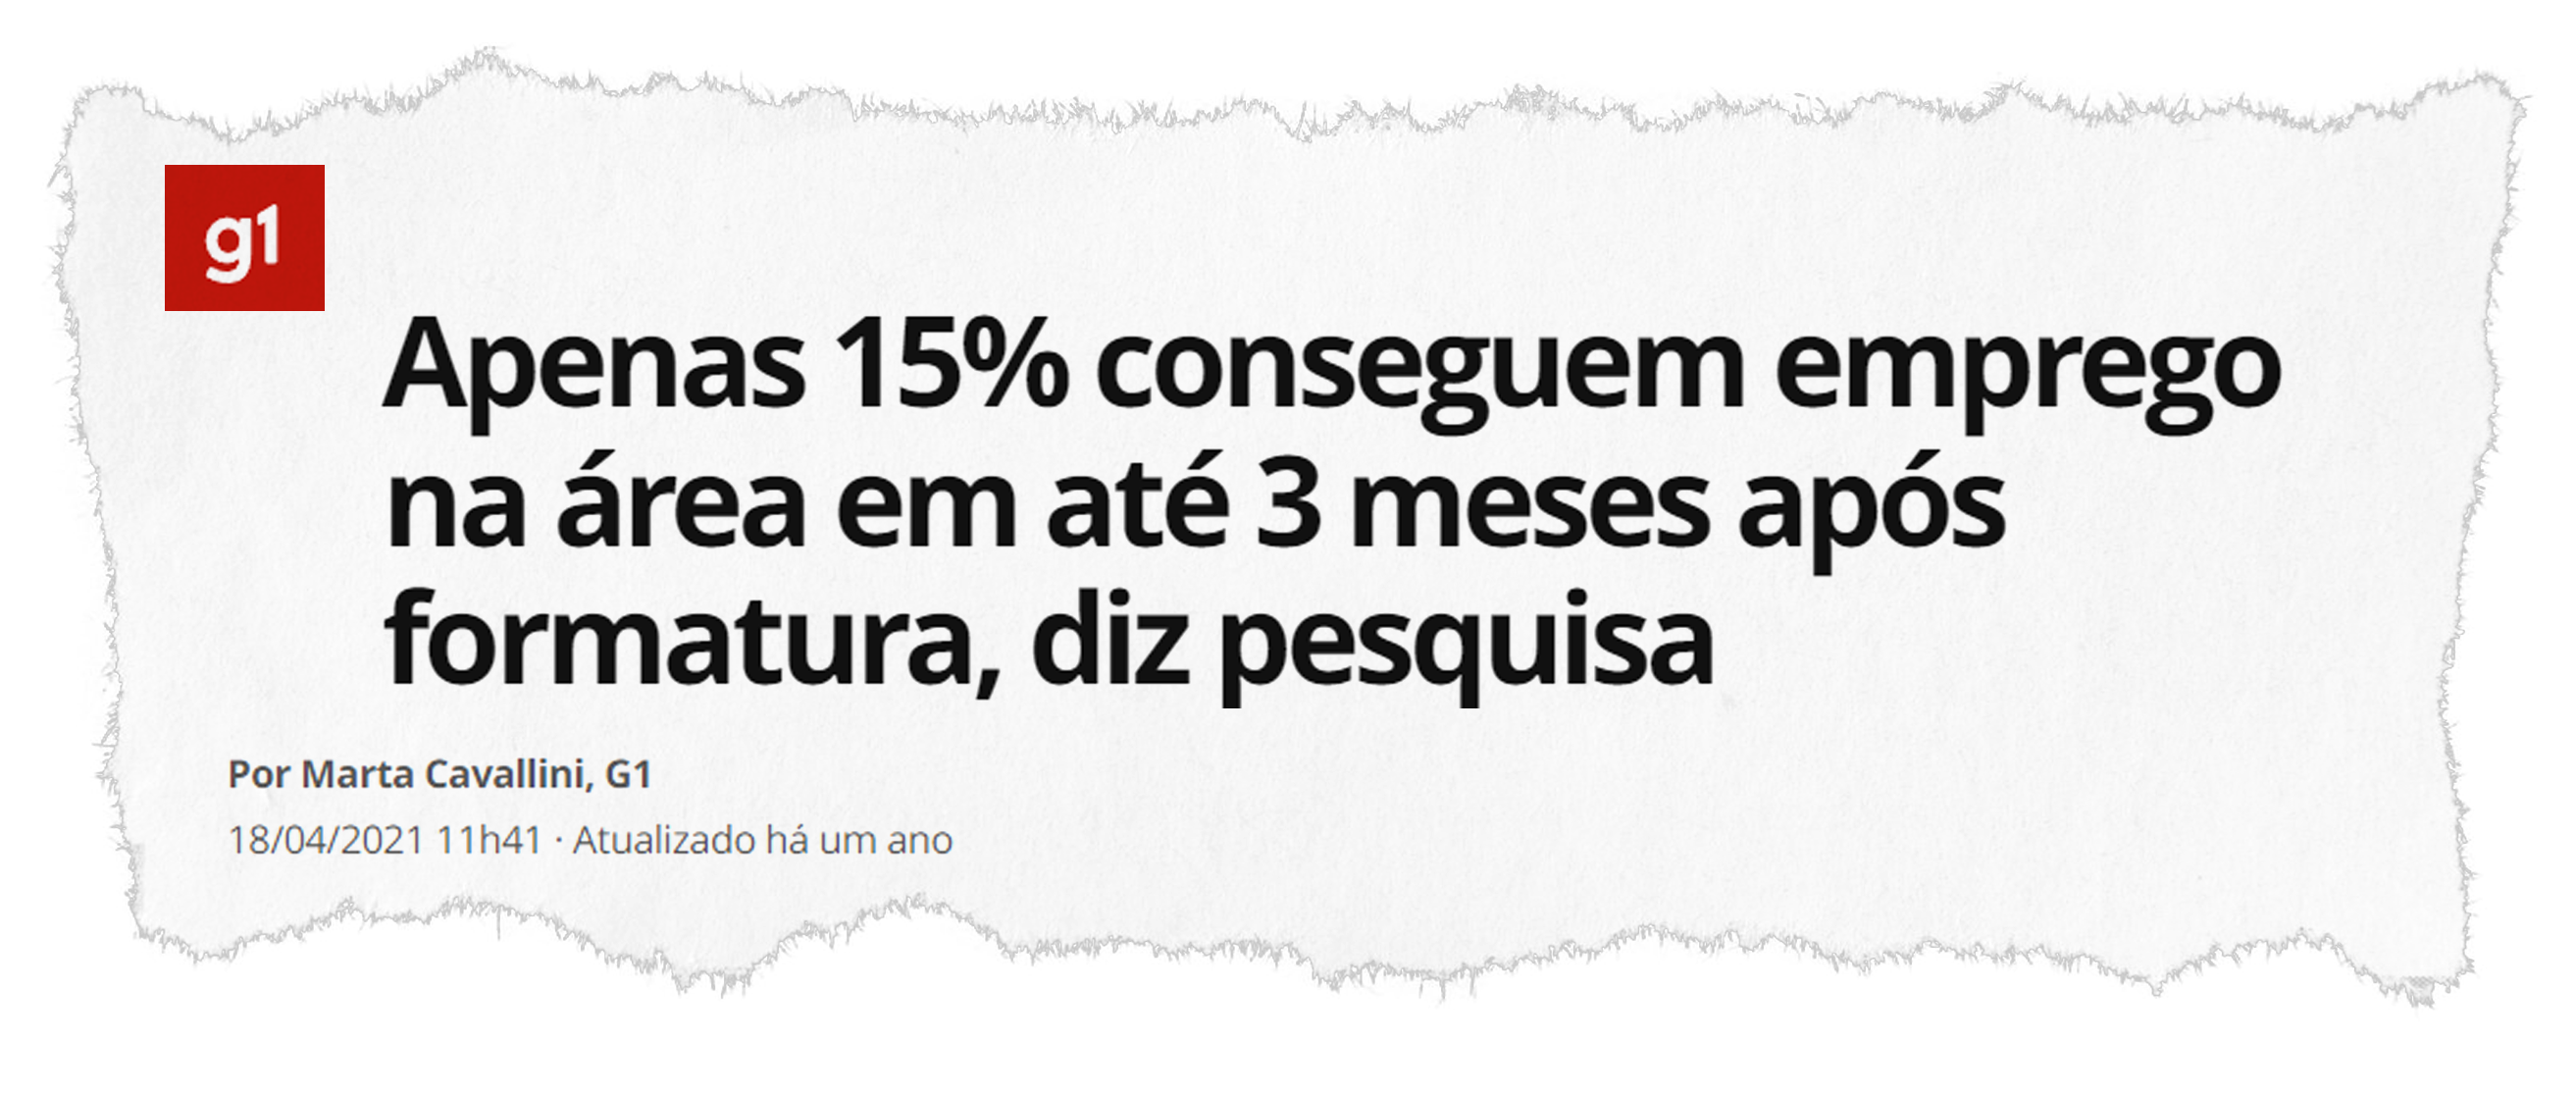 g1
Apenas 15% conseguem emprego
na área em até 3 meses após
formatura, diz pesquisa
Por Marta Cavallini, G1
18/04/2021 11h41 · Atualizado há um ano